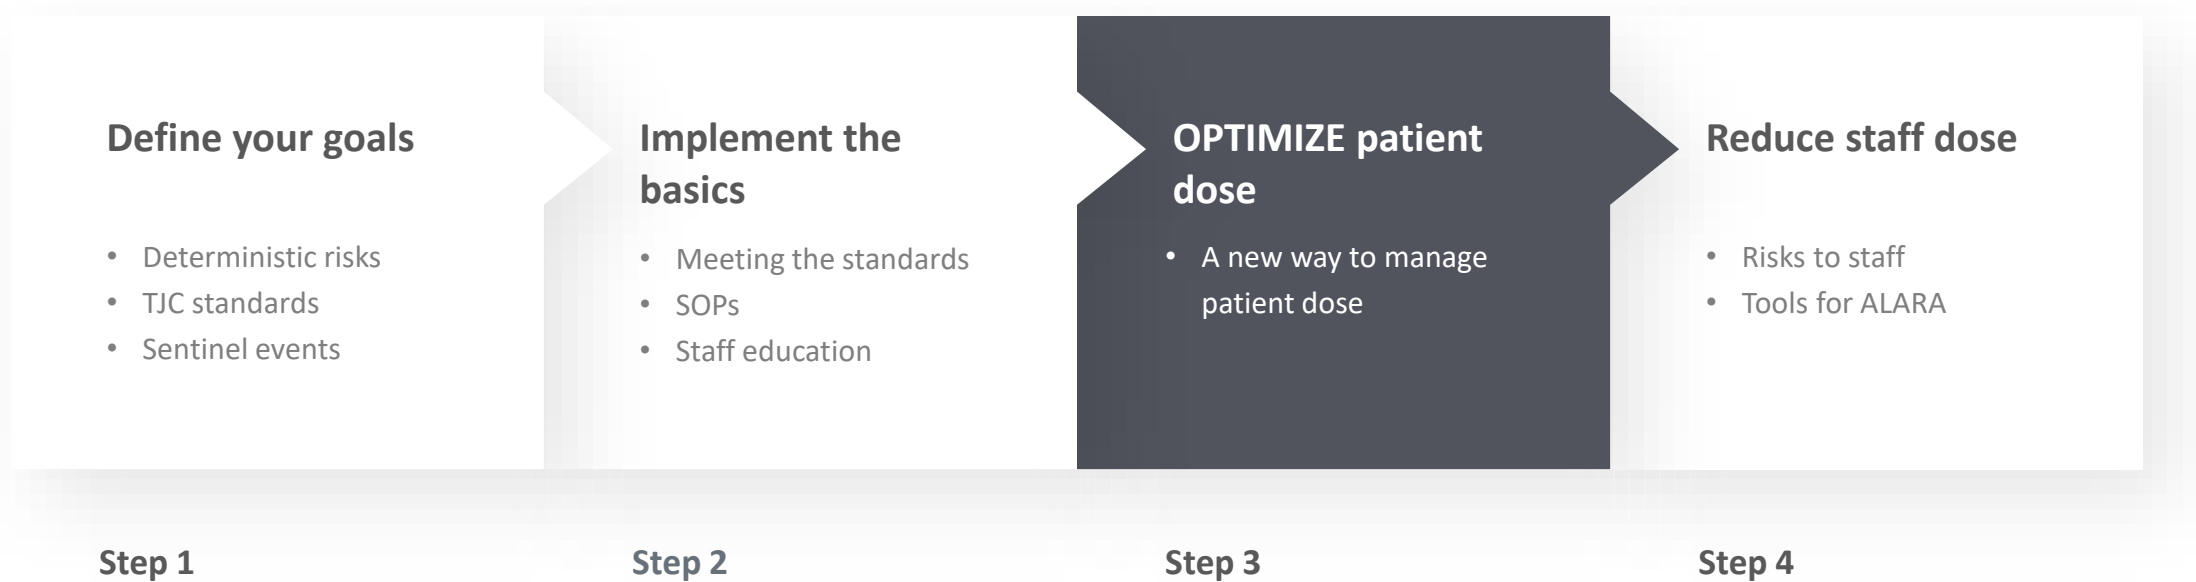 Define your goals
• Deterministic risks
• TJC standards
• Sentinel events
Implement the
basics
• Meeting the standards
• SOPs
• Staff education
OPTIMIZE patient
dose
• A new way to manage
patient dose
Reduce staff dose
• Risks to staff
• Tools for ALARA
Step 1
Step 2
Step 3
Step 4